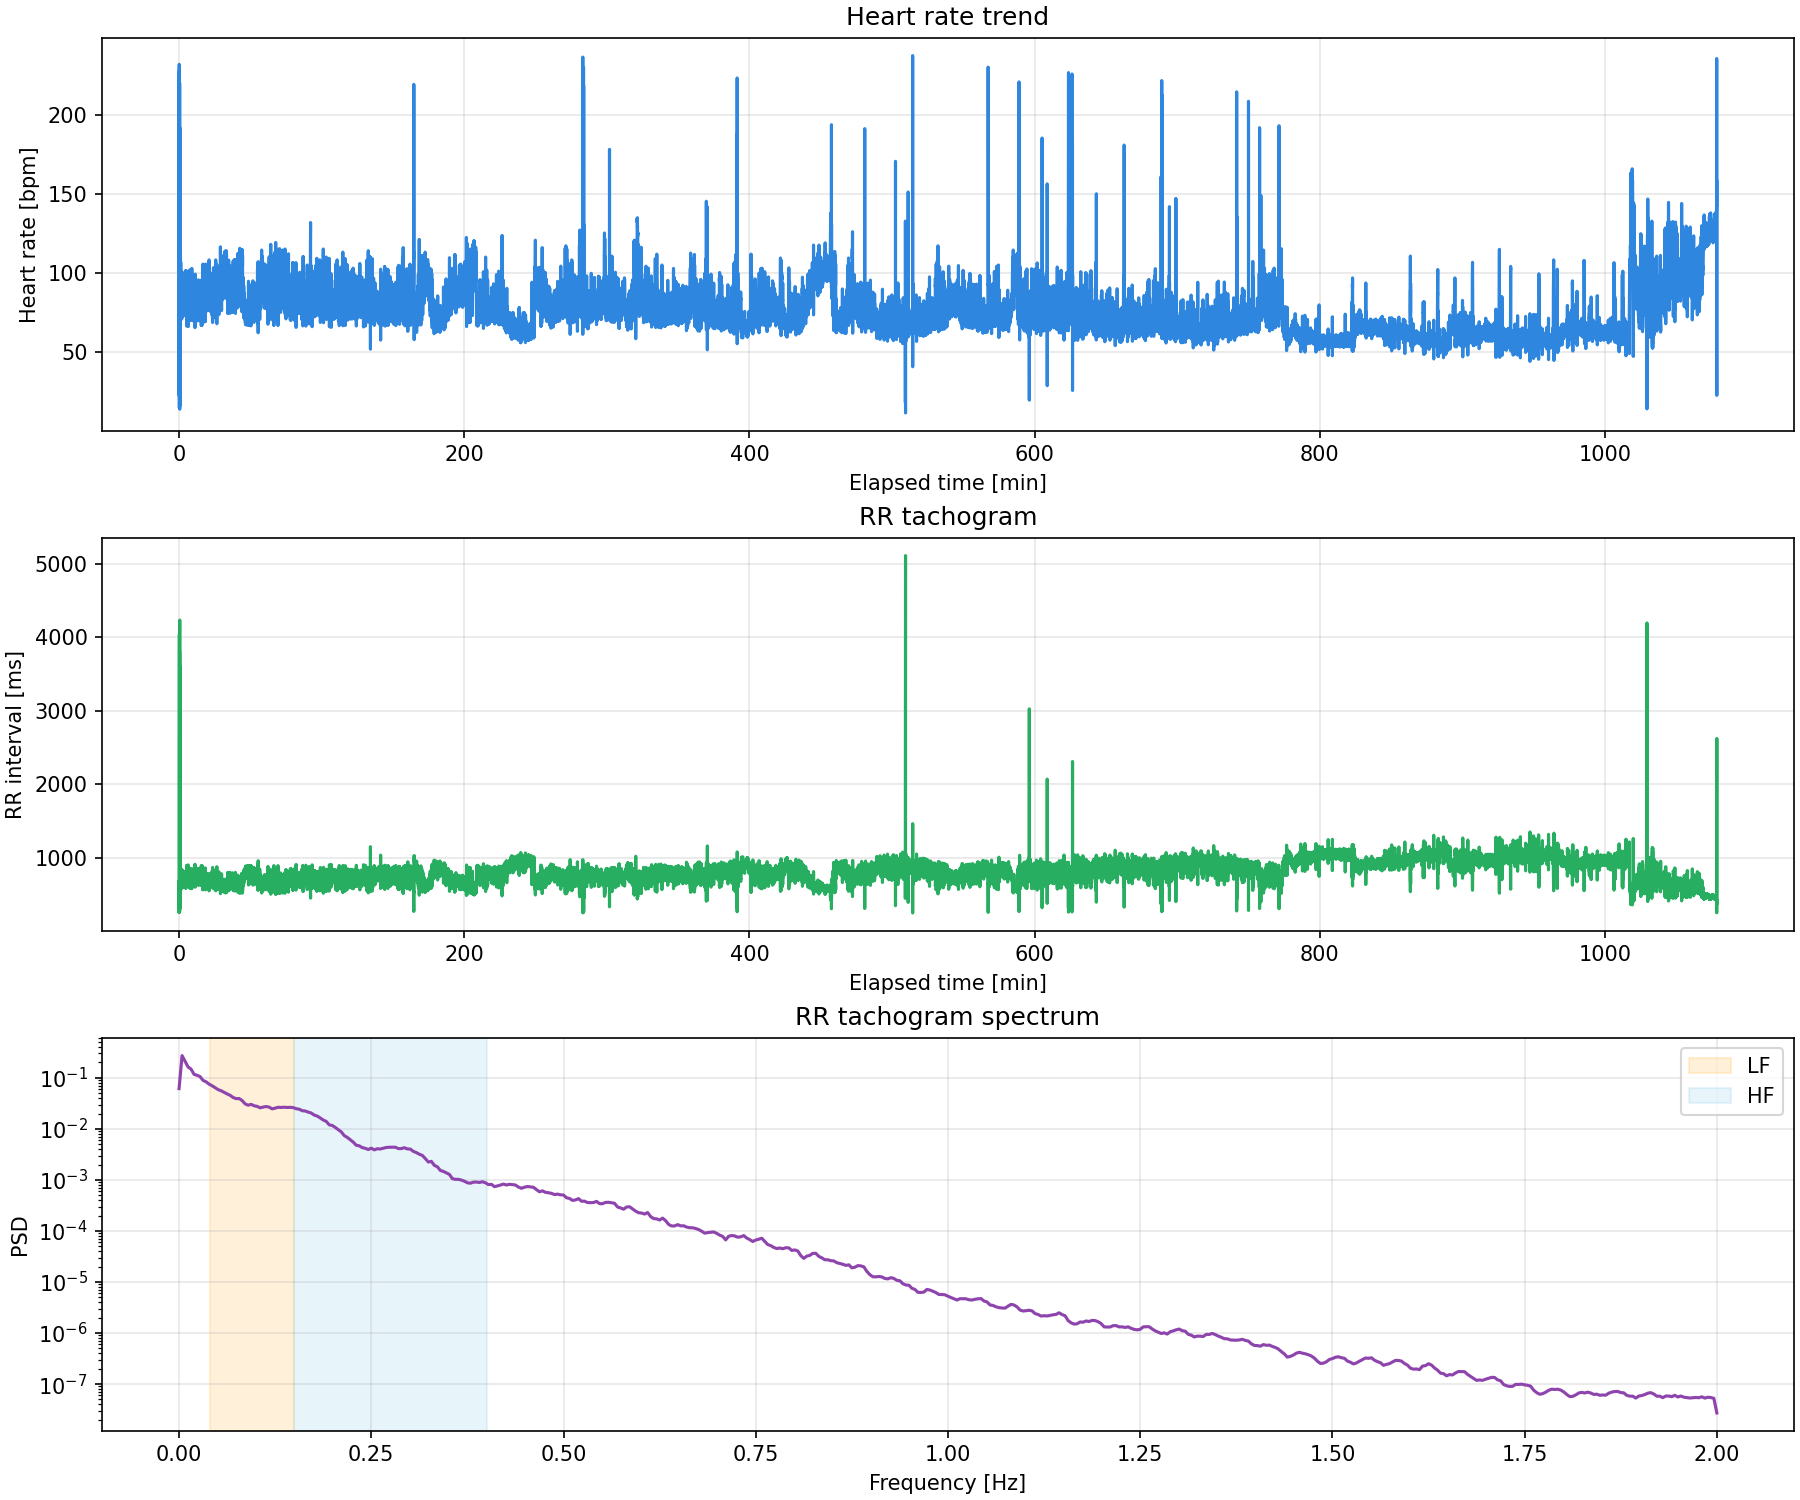 Heart rate trend
Heart rate [bpm]
200
150
100
50
0 200 400 600 800 1000
Elapsed time [min]
RR tachogram
RR interval [ms]
5000
4000
3000
2000
1000
0 200 400 600 800 1000
Elapsed time [min]
RR tachogram spectrum
PSD
10⁻¹
10⁻²
10⁻³
10⁻⁴
10⁻⁵
10⁻⁶
10⁻⁷
LF
HF
0.00 0.25 0.50 0.75 1.00 1.25 1.50 1.75 2.00
Frequency [Hz]